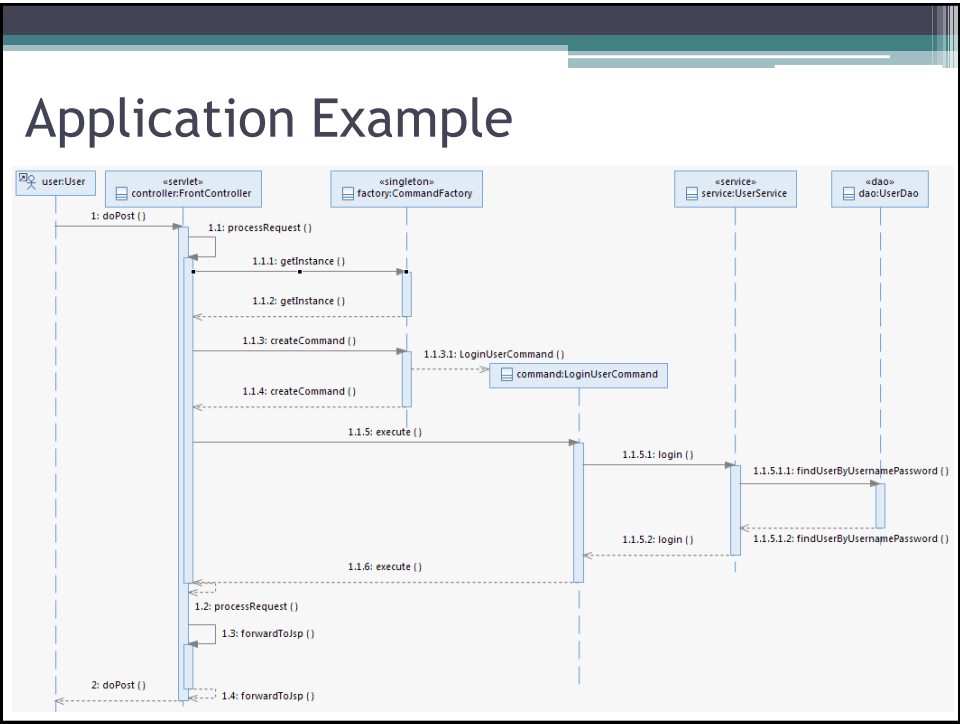 Application Example
user:User
«servlet»
controller:FrontController
«singleton»
factory:CommandFactory
«service»
service:UserService
«dao»
dao:UserDao
1: doPost ( )
1.1: processRequest ( )
1.1.1: getInstance ( )
1.1.2: getInstance ( )
1.1.3: createCommand ( )
1.1.3.1: LoginUserCommand ( )
command:LoginUserCommand
1.1.4: createCommand ( )
1.1.5: execute ( )
1.1.5.1: login ( )
1.1.5.1.1: findUserByUsernamePassword ( )
1.1.5.2: login ( )
1.1.5.1.2: findUserByUsernamePassword ( )
1.1.6: execute ( )
1.2: processRequest ( )
1.3: forwardToJsp ( )
2: doPost ( )
1.4: forwardToJsp ( )